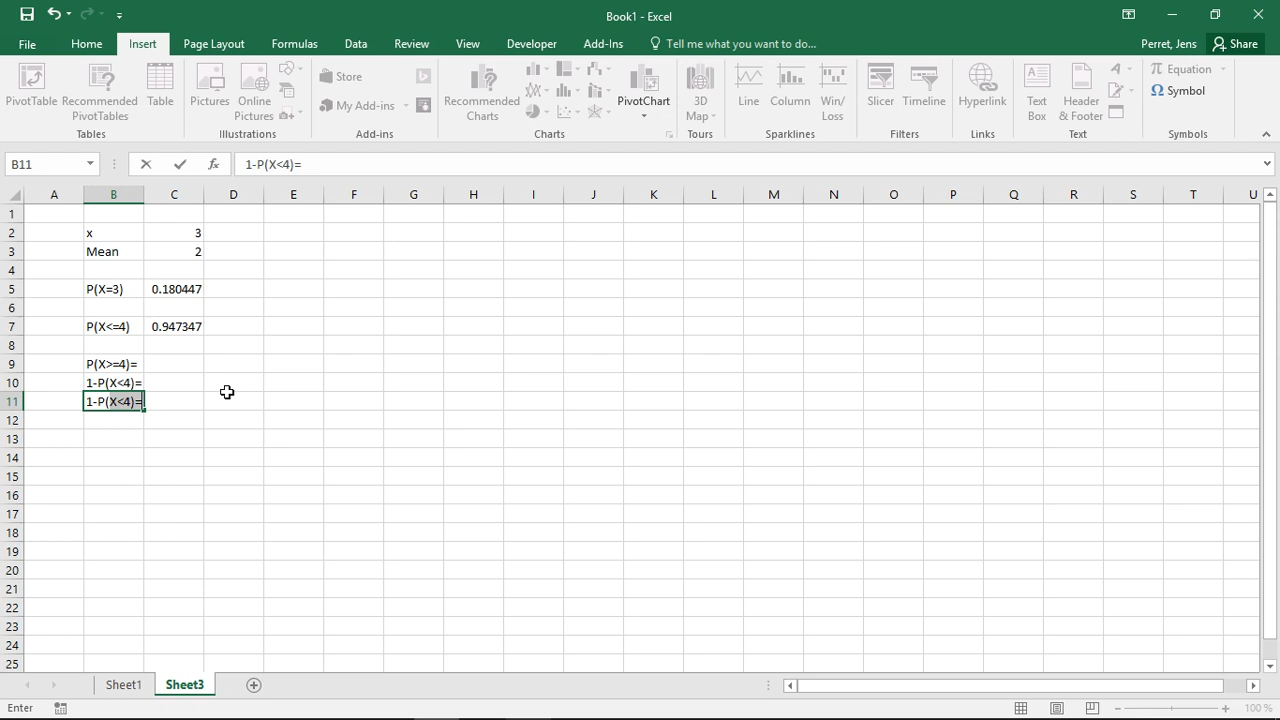 Book1 - Excel
File Home Insert Page Layout Formulas Data Review View Developer Add-Ins Tell me what you want to do... Perret, Jens Share
PivotTable Recommended PivotTables Table
Tables
Pictures Online Pictures
Illustrations
Store
My Add-ins
Add-ins
Recommended Charts
PivotChart
Charts
3D Map
Tours
Line Column Win/Loss
Sparklines
Slicer Timeline
Filters
Hyperlink
Links
Text Box Header & Footer
Text
Equation
Symbol
Symbols
B11 fx 1-P(X<4)=
A B C D E F G H I J K L M N O P Q R S T U
1
2 x 3
3 Mean 2
4
5 P(X=3) 0.180447
6
7 P(X<=4) 0.947347
8
9 P(X>=4)=
10 1-P(X<4)=
11 1-P(X<4)=
12
13
14
15
16
17
18
19
20
21
22
23
24
25
Sheet1 Sheet3
Enter 100 %